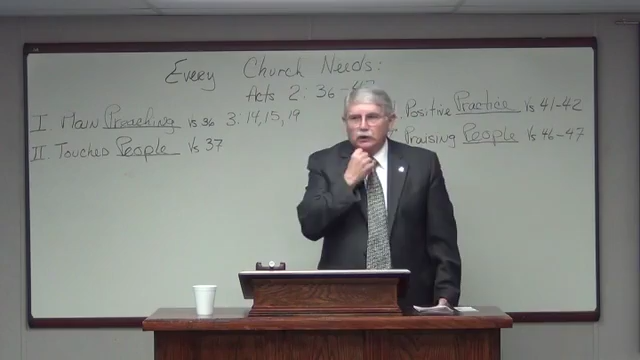 Every Church Needs:
Acts 2: 36-47
I. Main Preaching Vs 36 3:14,15,19
II. Touched People Vs 37
Positive Practice Vs 41-42
Praising People Vs 46-47